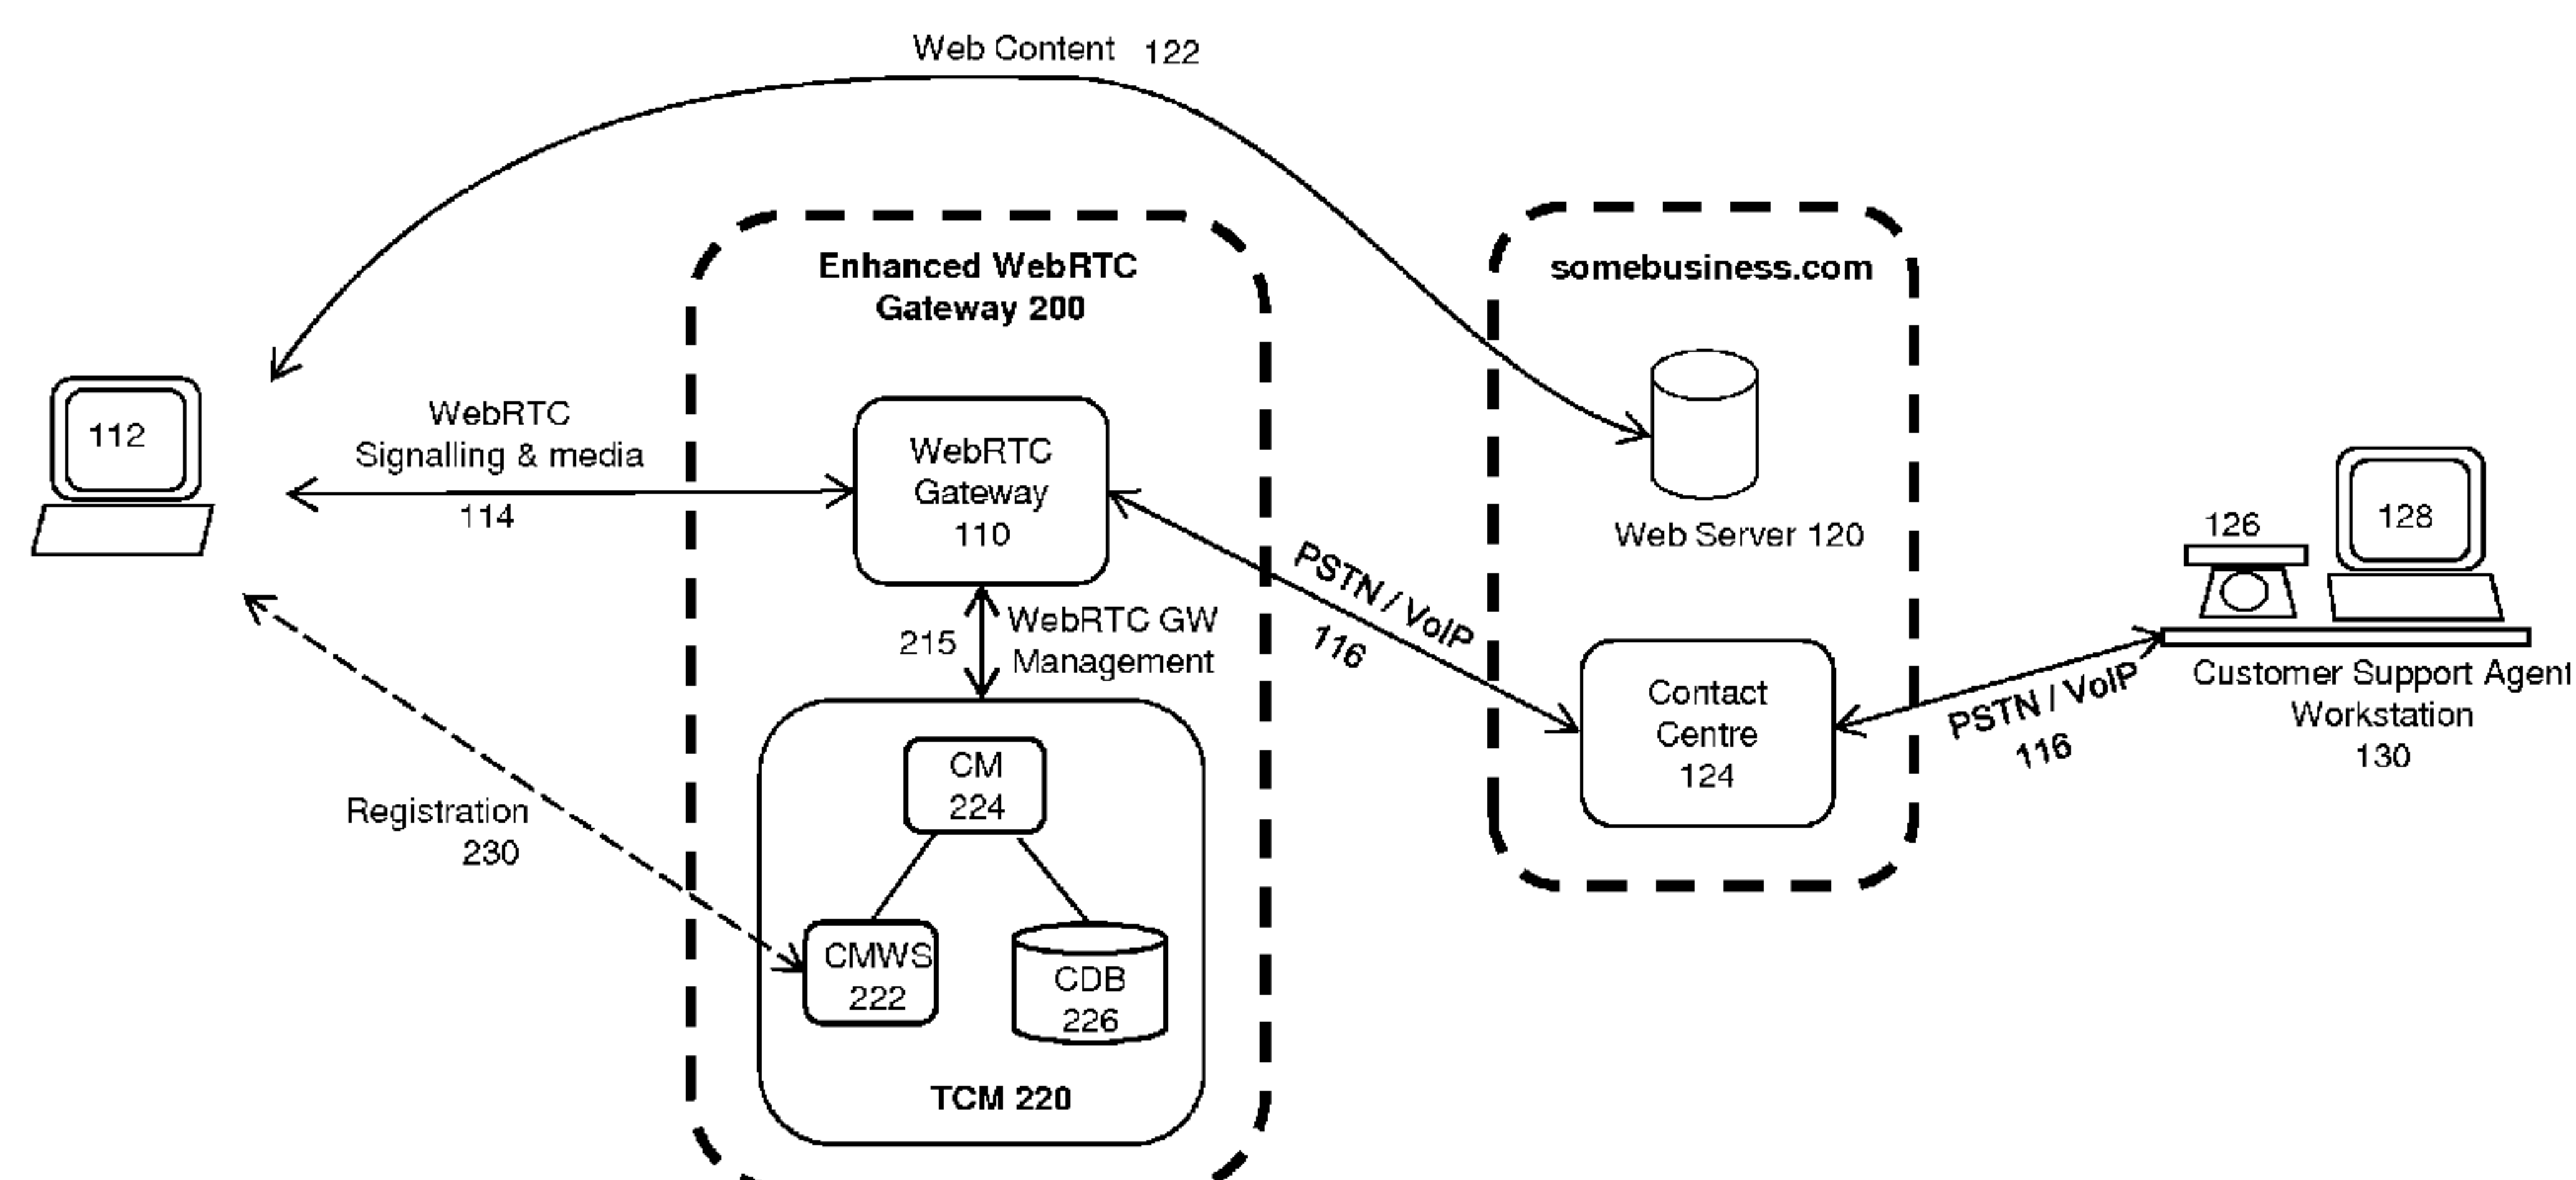 Web Content 122
Enhanced WebRTC
Gateway 200
somebusiness.com
112
WebRTC
Signalling & media
114
WebRTC
Gateway
110
Web Server 120
126
128
PSTN / VoIP
116
215
WebRTC GW
Management
Contact
Centre
124
PSTN / VoIP
116
Customer Support Agent
Workstation
130
CM
224
Registration
230
CMWS
222
CDB
226
TCM 220